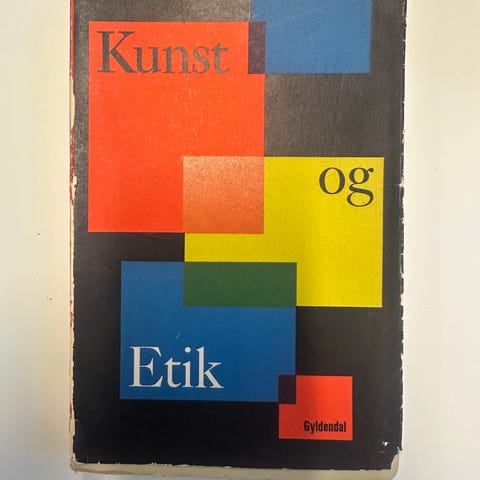 Kunst
og
Etik
Gyldendal